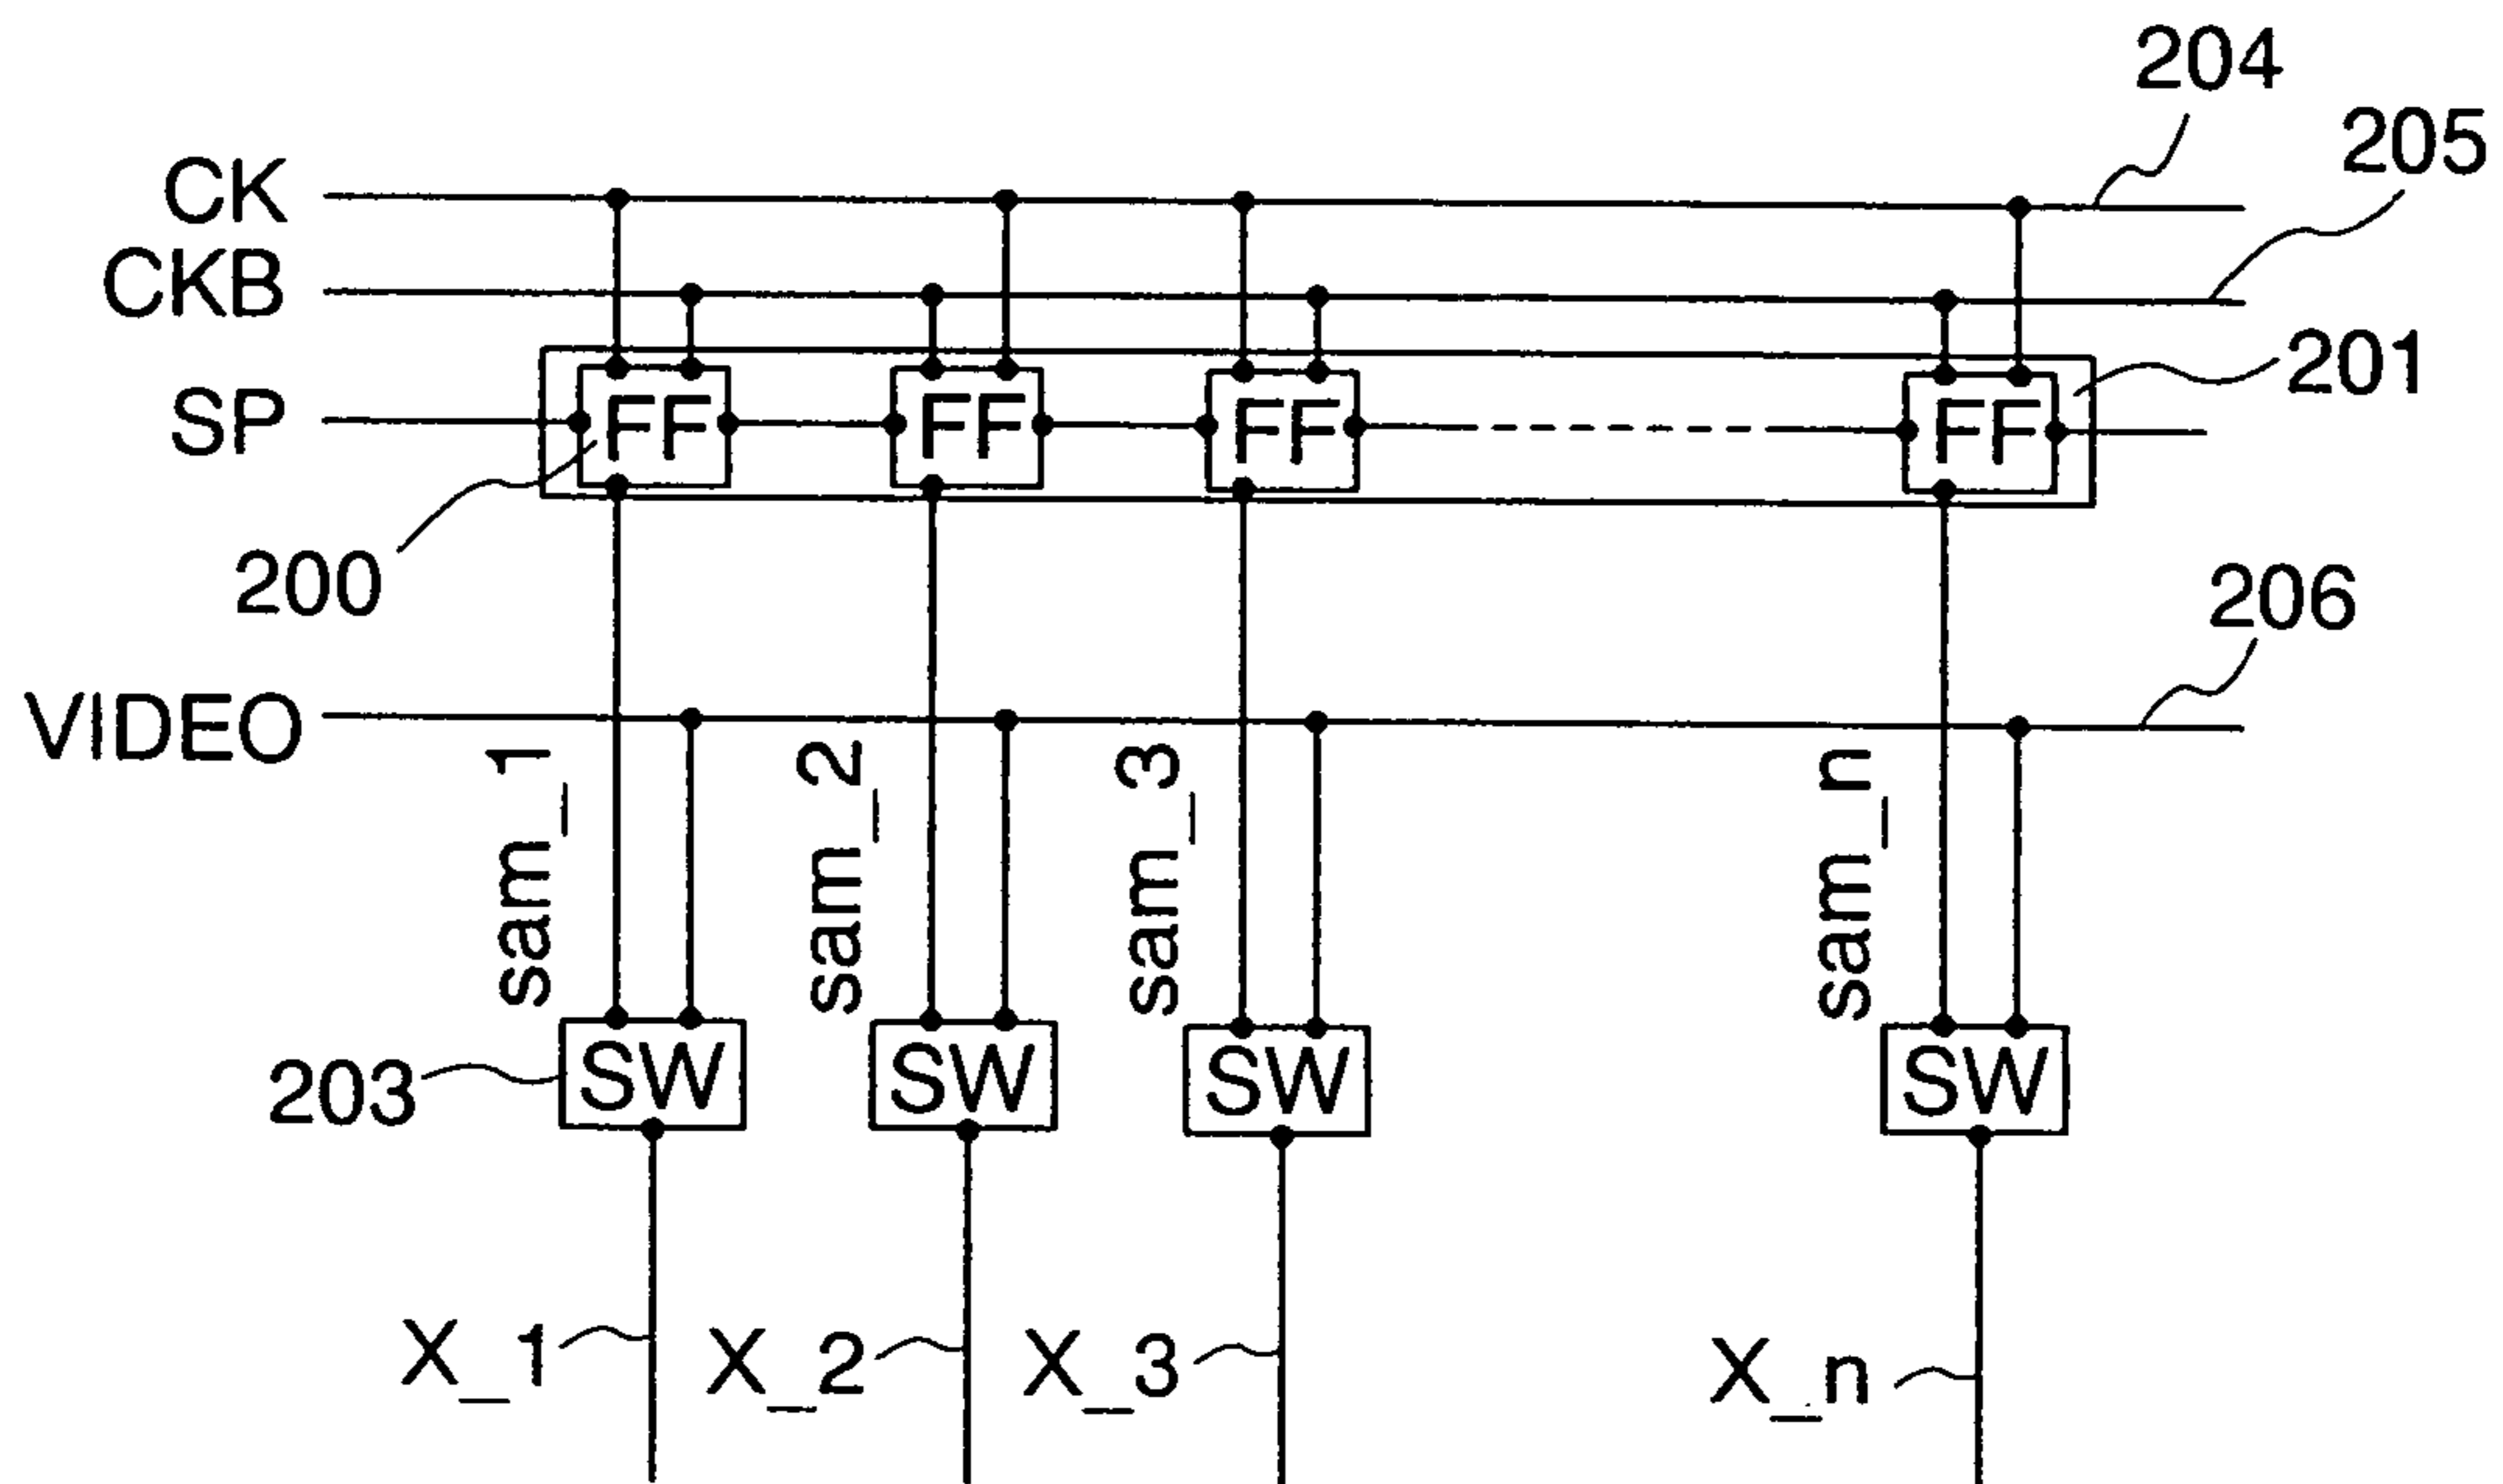 204
205
CK
CKB
201
SP
FF FF FF FF
200
206
VIDEO
sam_1 sam_2 sam_3 sam_n
203
SW SW SW SW
X_1 X_2 X_3 X_n